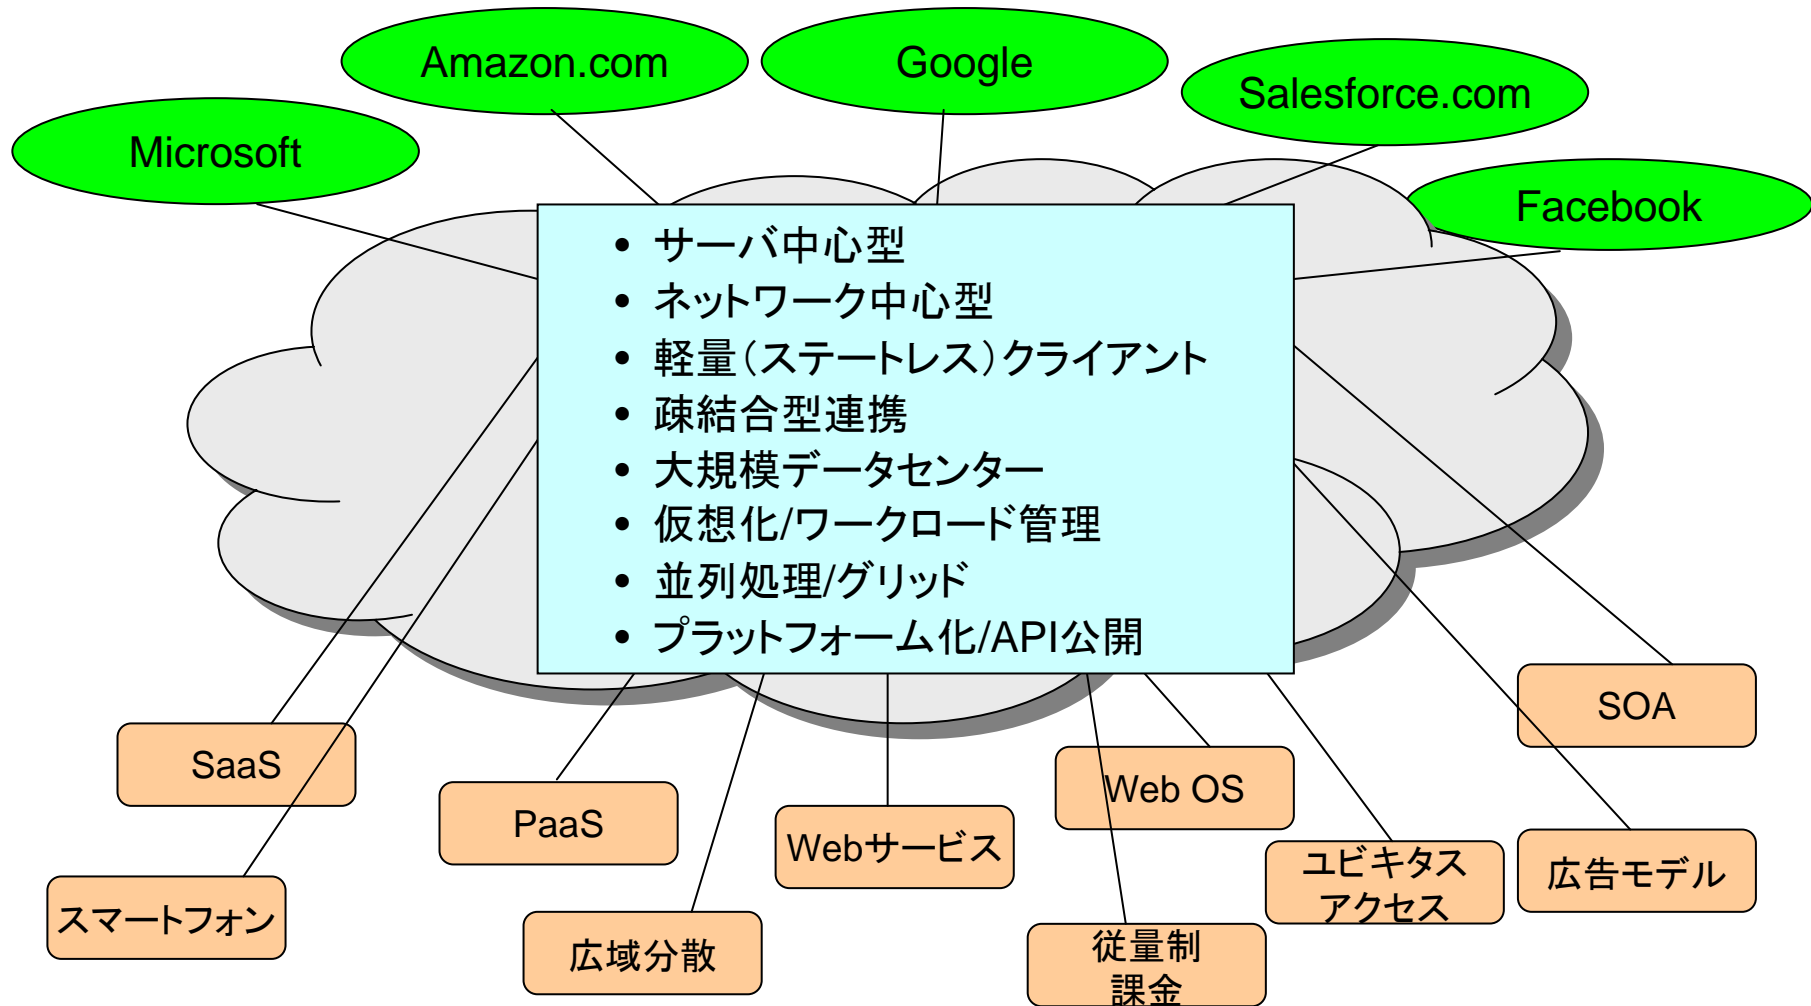 Amazon.com
Google
Salesforce.com
Microsoft
Facebook
• サーバ中心型
• ネットワーク中心型
• 軽量(ステートレス)クライアント
• 疎結合型連携
• 大規模データセンター
• 仮想化/ワークロード管理
• 並列処理/グリッド
• プラットフォーム化/API公開
SOA
SaaS
Web OS
PaaS
Webサービス
ユビキタス
アクセス
広告モデル
スマートフォン
広域分散
従量制
課金